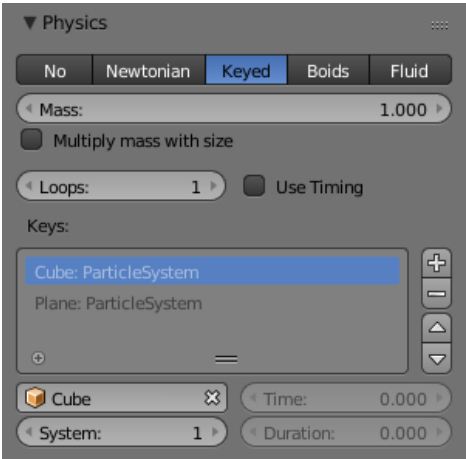 Physics
No Newtonian Keyed Boids Fluid
Mass: 1.000
Multiply mass with size
Loops: 1 Use Timing
Keys:
Cube: ParticleSystem
Plane: ParticleSystem
Cube Time: 0.000
System: 1 Duration: 0.000